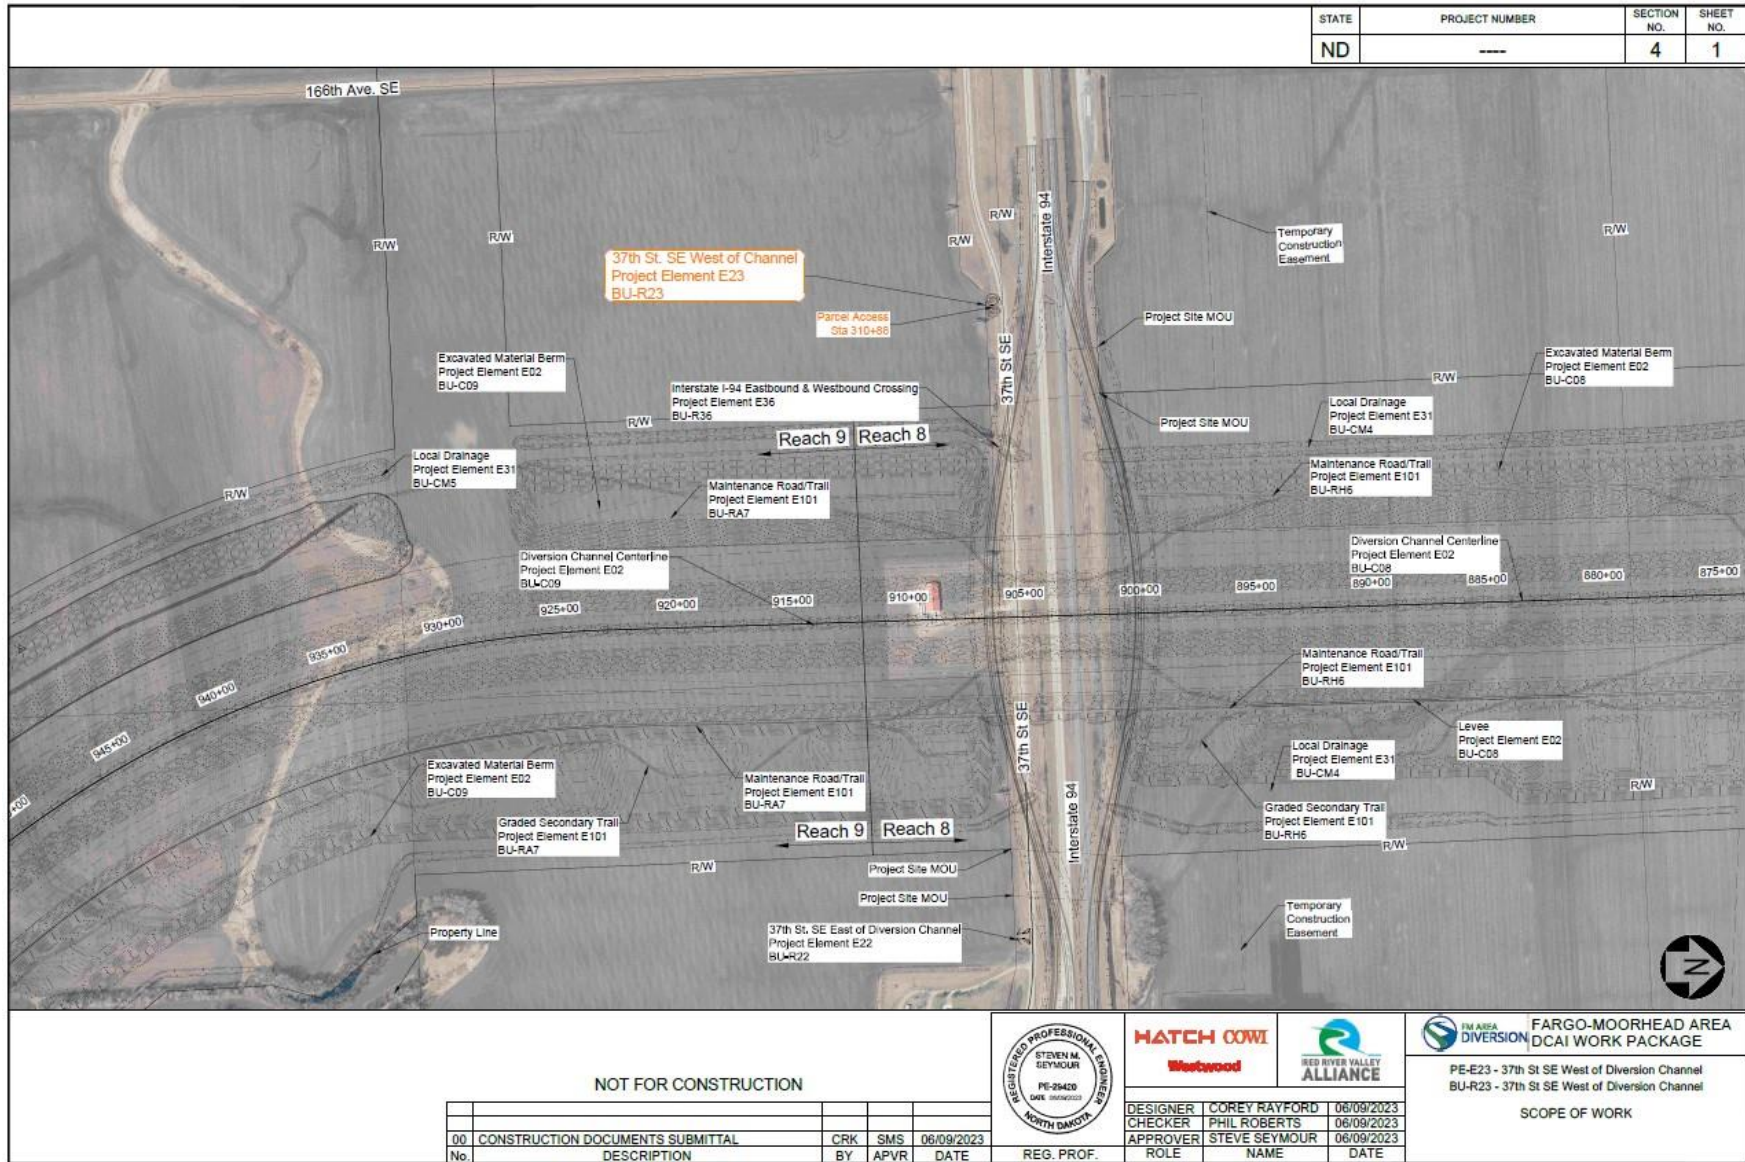 STATE
PROJECT NUMBER
SECTION NO.
SHEET NO.
ND
----
4
1
166th Ave. SE
R/W
R/W
R/W
R/W
Interstate 94
Temporary
Construction
Easement
R/W
37th St. SE West of Channel
Project Element E23
BU-R23
Parcel Access
Sta 310+88
Project Site MOU
37th St SE
Excavated Material Berm
Project Element E02
BU-C09
Interstate I-94 Eastbound & Westbound Crossing
Project Element E36
BU-R36
Excavated Material Berm
Project Element E02
BU-C08
R/W
Project Site MOU
Local Drainage
Project Element E31
BU-CM4
R/W
Reach 9
Reach 8
Local Drainage
Project Element E31
BU-CM5
Maintenance Road/Trail
Project Element E101
BU-RH6
R/W
Maintenance Road/Trail
Project Element E101
BU-RA7
Diversion Channel Centerline
Project Element E02
BU-C09
Diversion Channel Centerline
Project Element E02
BU-C08
945+00
940+00
935+00
930+00
925+00
920+00
915+00
910+00
905+00
900+00
895+00
890+00
885+00
880+00
875+00
+00
Maintenance Road/Trail
Project Element E101
BU-RH6
37th St SE
Levee
Project Element E02
BU-C08
Local Drainage
Project Element E31
BU-CM4
Excavated Material Berm
Project Element E02
BU-C09
Maintenance Road/Trail
Project Element E101
BU-RA7
Interstate 94
R/W
Graded Secondary Trail
Project Element E101
BU-RA7
Graded Secondary Trail
Project Element E101
BU-RH6
Reach 9
Reach 8
R/W
R/W
Project Site MOU
Project Site MOU
Temporary
Construction
Easement
Property Line
37th St. SE East of Diversion Channel
Project Element E22
BU-R22
N
NOT FOR CONSTRUCTION
00 CONSTRUCTION DOCUMENTS SUBMITTAL CRK SMS 06/09/2023
No. DESCRIPTION BY APVR DATE
REGISTERED PROFESSIONAL ENGINEER
STEVEN M.
SEYMOUR
PE-29420
DATE 06/09/2023
NORTH DAKOTA
REG. PROF.
HATCH COWI
Westwood
RED RIVER VALLEY
ALLIANCE
DESIGNER COREY RAYFORD 06/09/2023
CHECKER PHIL ROBERTS 06/09/2023
APPROVER STEVE SEYMOUR 06/09/2023
ROLE NAME DATE
FM AREA
DIVERSION
FARGO-MOORHEAD AREA
DCAI WORK PACKAGE
PE-E23 - 37th St SE West of Diversion Channel
BU-R23 - 37th St SE West of Diversion Channel
SCOPE OF WORK